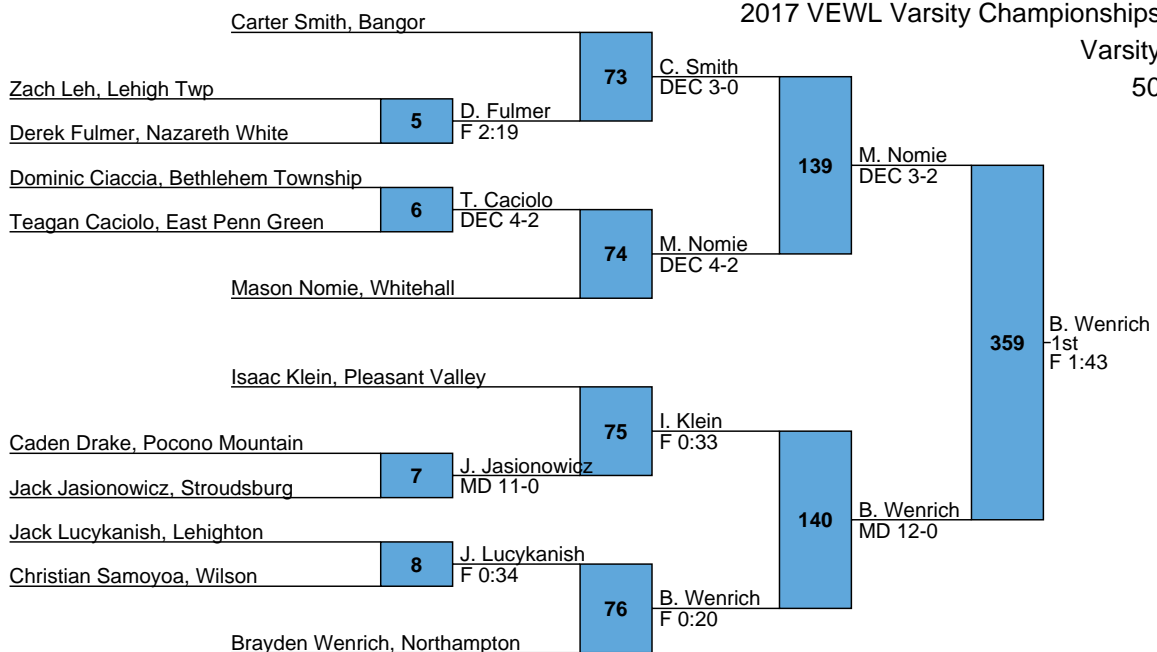 2017 VEWL Varsity Championships
Varsity
50
Carter Smith, Bangor
73
C. Smith
DEC 3-0
Zach Leh, Lehigh Twp
5
D. Fulmer
F 2:19
Derek Fulmer, Nazareth White
139
M. Nomie
DEC 3-2
Dominic Ciaccia, Bethlehem Township
6
T. Caciolo
DEC 4-2
Teagan Caciolo, East Penn Green
74
M. Nomie
DEC 4-2
Mason Nomie, Whitehall
359
B. Wenrich
1st
F 1:43
Isaac Klein, Pleasant Valley
75
I. Klein
F 0:33
Caden Drake, Pocono Mountain
7
J. Jasionowicz
MD 11-0
Jack Jasionowicz, Stroudsburg
140
B. Wenrich
MD 12-0
Jack Lucykanish, Lehighton
8
J. Lucykanish
F 0:34
Christian Samoyoa, Wilson
76
B. Wenrich
F 0:20
Brayden Wenrich, Northampton